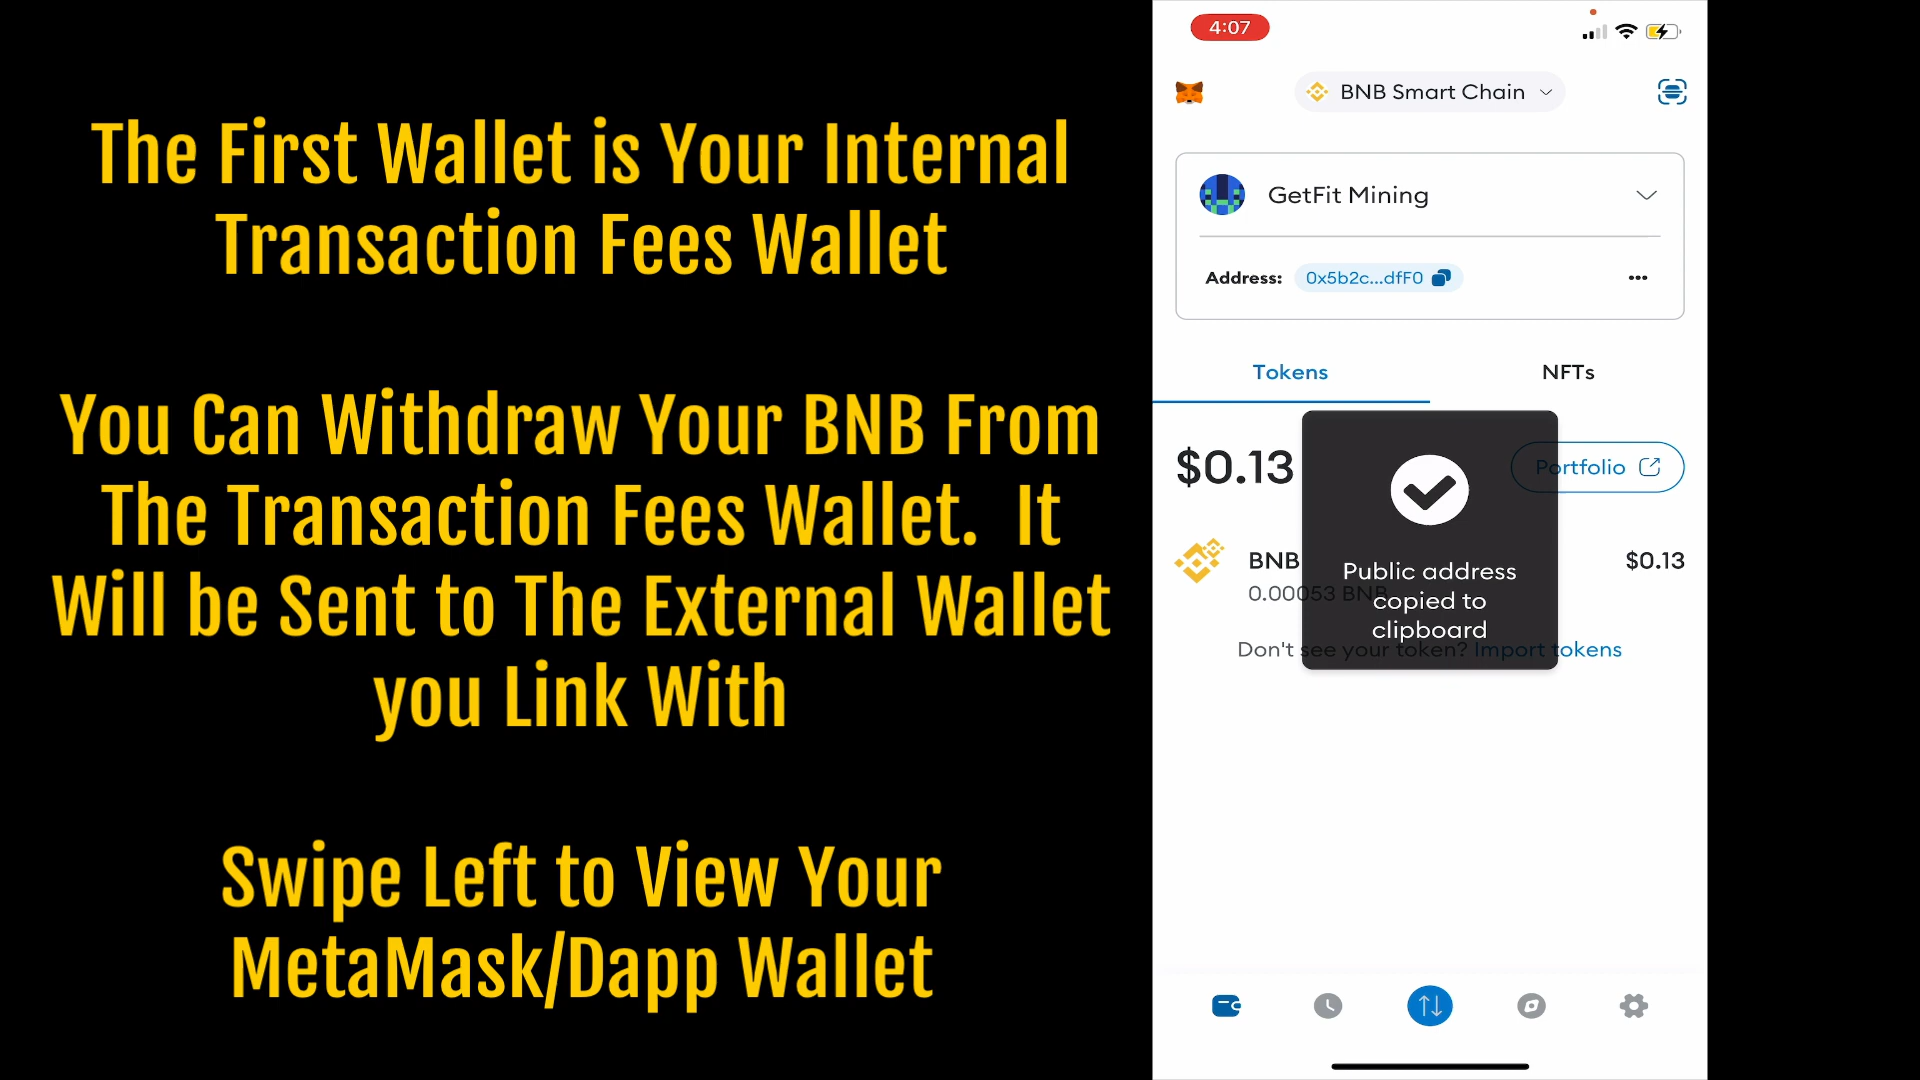 The First Wallet is Your Internal
Transaction Fees Wallet
You Can Withdraw Your BNB From
The Transaction Fees Wallet. It
Will be Sent to The External Wallet
you Link With
Swipe Left to View Your
MetaMask/Dapp Wallet
4:07
BNB Smart Chain
GetFit Mining
Address: 0x5b2c...dfF0
Tokens NFTs
$0.13 Portfolio
BNB $0.13
0.00053 BNB
Don't see your token? Import tokens
Public address
copied to
clipboard